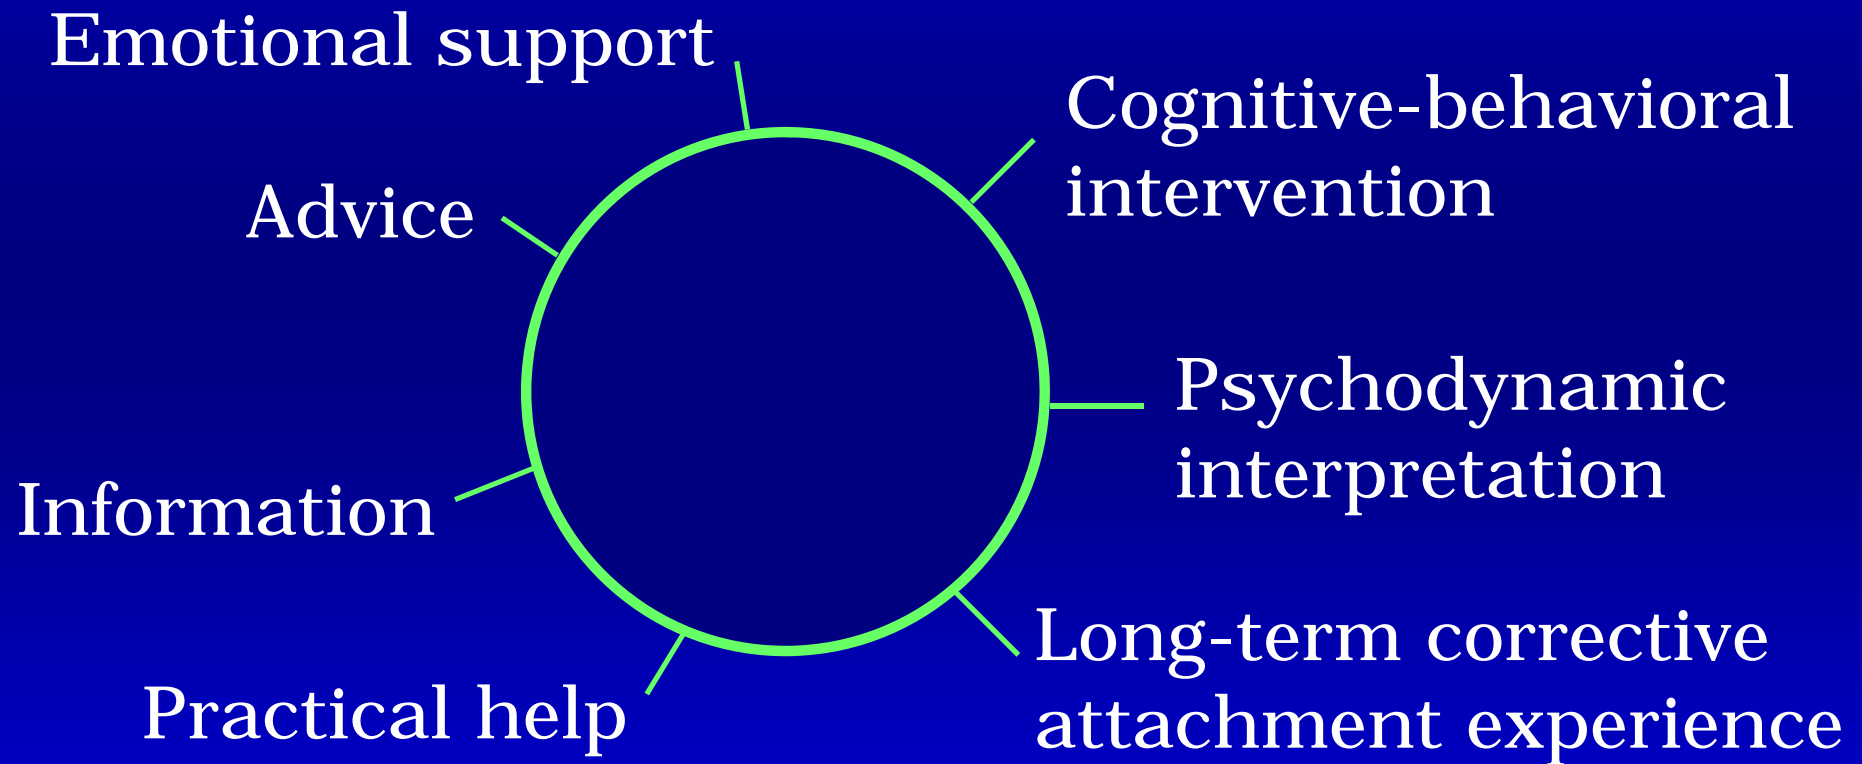 Emotional support
Cognitive-behavioral
intervention
Advice
Psychodynamic
interpretation
Information
Long-term corrective
attachment experience
Practical help